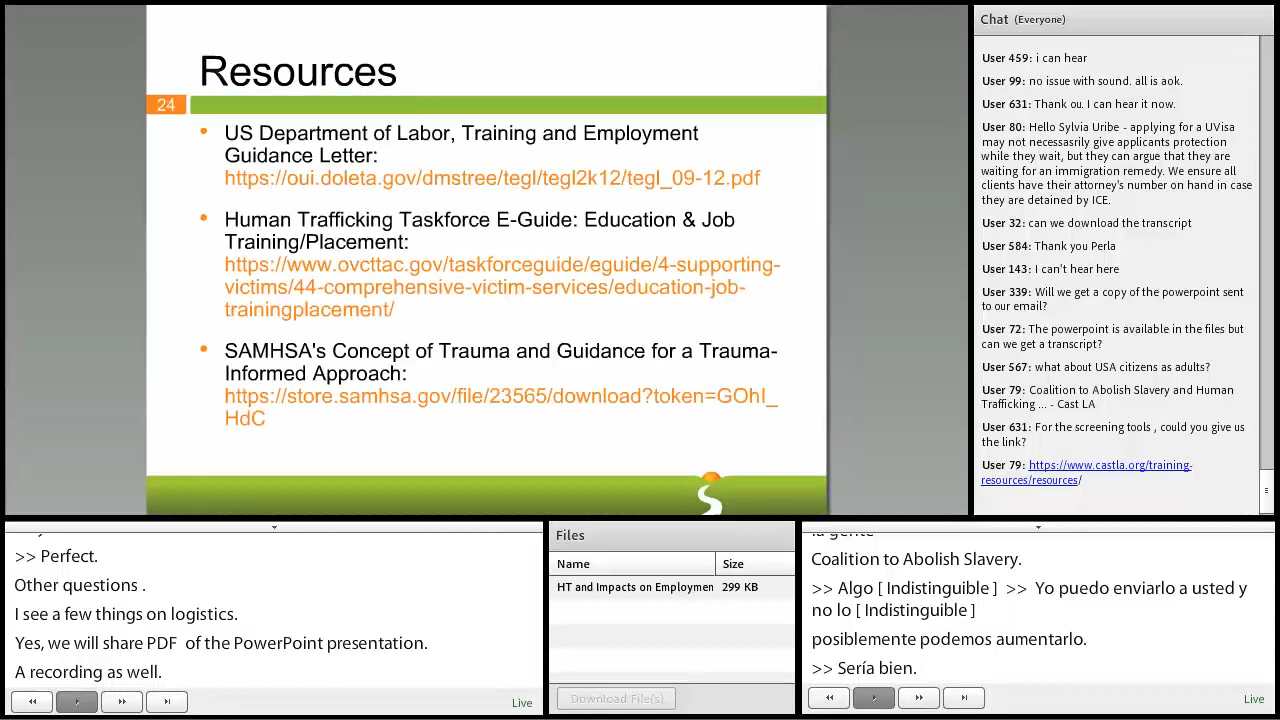 Resources
24
• US Department of Labor, Training and Employment
Guidance Letter:
https://oui.doleta.gov/dmstree/tegl/tegl2k12/tegl_09-12.pdf
• Human Trafficking Taskforce E-Guide: Education & Job
Training/Placement:
https://www.ovcttac.gov/taskforceguide/eguide/4-supporting-
victims/44-comprehensive-victim-services/education-job-
trainingplacement/
• SAMHSA's Concept of Trauma and Guidance for a Trauma-
Informed Approach:
https://store.samhsa.gov/file/23565/download?token=GOhI_
HdC
Chat (Everyone)
User 459: i can hear
User 99: no issue with sound. all is aok.
User 631: Thank ou. I can hear it now.
User 80: Hello Sylvia Uribe - applying for a UVisa
may not necessasrily give applicants protection
while they wait, but they can argue that they are
waiting for an immigration remedy. We ensure all
clients have their attorney's number on hand in case
they are detained by ICE.
User 32: can we download the transcript
User 584: Thank you Perla
User 143: I can't hear here
User 339: Will we get a copy of the powerpoint sent
to our email?
User 72: The powerpoint is available in the files but
can we get a transcript?
User 567: what about USA citizens as adults?
User 79: Coalition to Abolish Slavery and Human
Trafficking ... - Cast LA
User 631: For the screening tools , could you give us
the link?
User 79: https://www.castla.org/training-
resources/resources/
>> Perfect.
Other questions .
I see a few things on logistics.
Yes, we will share PDF of the PowerPoint presentation.
A recording as well.
Live
Files
Name Size
HT and Impacts on Employmen 299 KB
Download File(s)
la gente
Coalition to Abolish Slavery.
>> Algo [ Indistinguible ] >> Yo puedo enviarlo a usted y
no lo [ Indistinguible ]
posiblemente podemos aumentarlo.
>> Sería bien.
Live